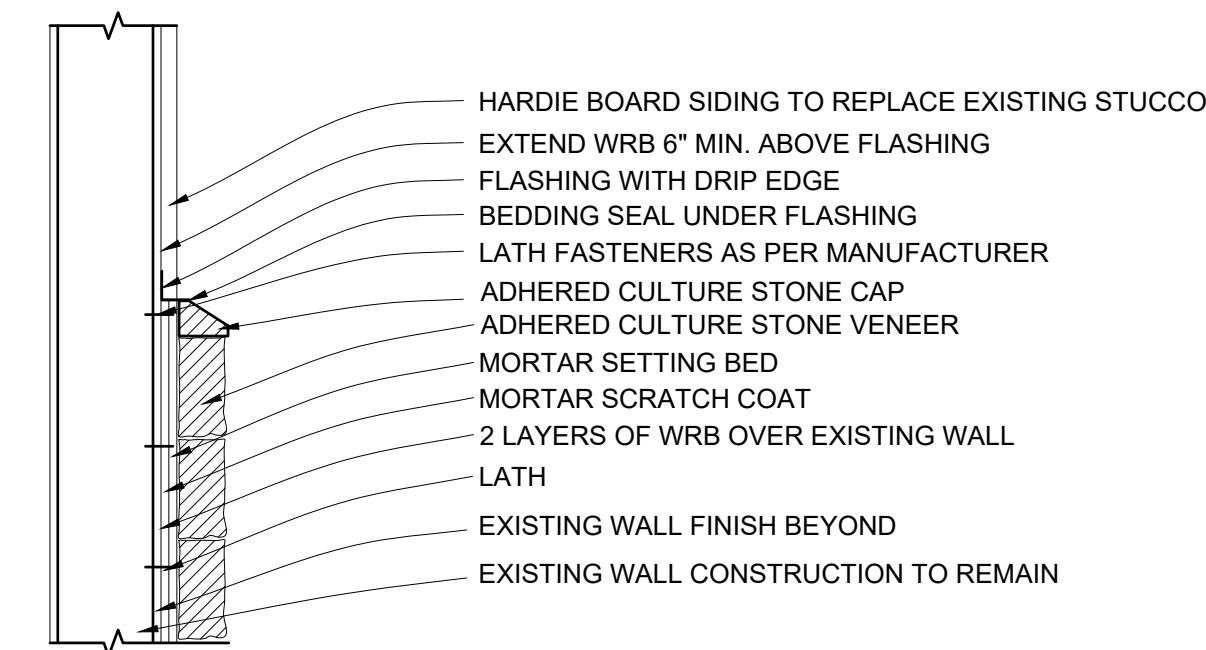 HARDIE BOARD SIDING TO REPLACE EXISTING STUCCO
EXTEND WRB 6" MIN. ABOVE FLASHING
FLASHING WITH DRIP EDGE
BEDDING SEAL UNDER FLASHING
LATH FASTENERS AS PER MANUFACTURER
ADHERED CULTURE STONE CAP
ADHERED CULTURE STONE VENEER
MORTAR SETTING BED
MORTAR SCRATCH COAT
2 LAYERS OF WRB OVER EXISTING WALL
LATH
EXISTING WALL FINISH BEYOND
EXISTING WALL CONSTRUCTION TO REMAIN